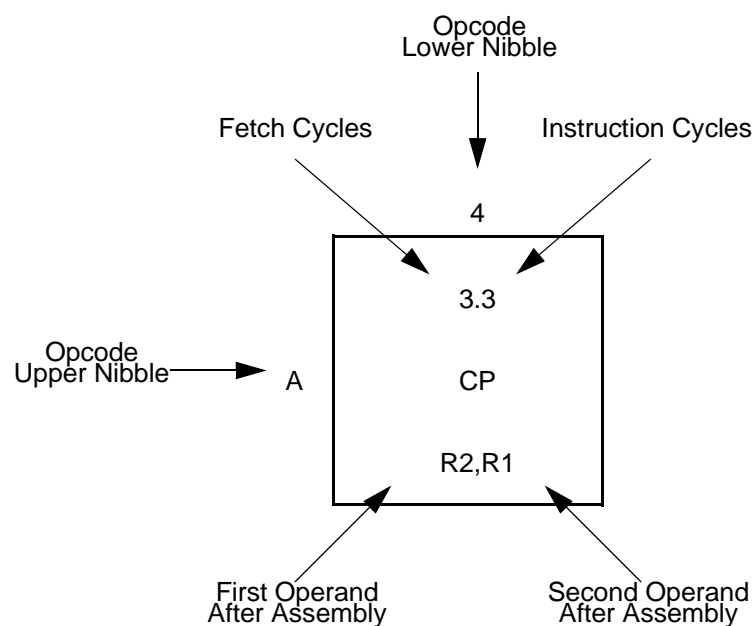 Opcode
Lower Nibble
Fetch Cycles
Instruction Cycles
4
3.3
Opcode
Upper Nibble
A
CP
R2,R1
First Operand
After Assembly
Second Operand
After Assembly